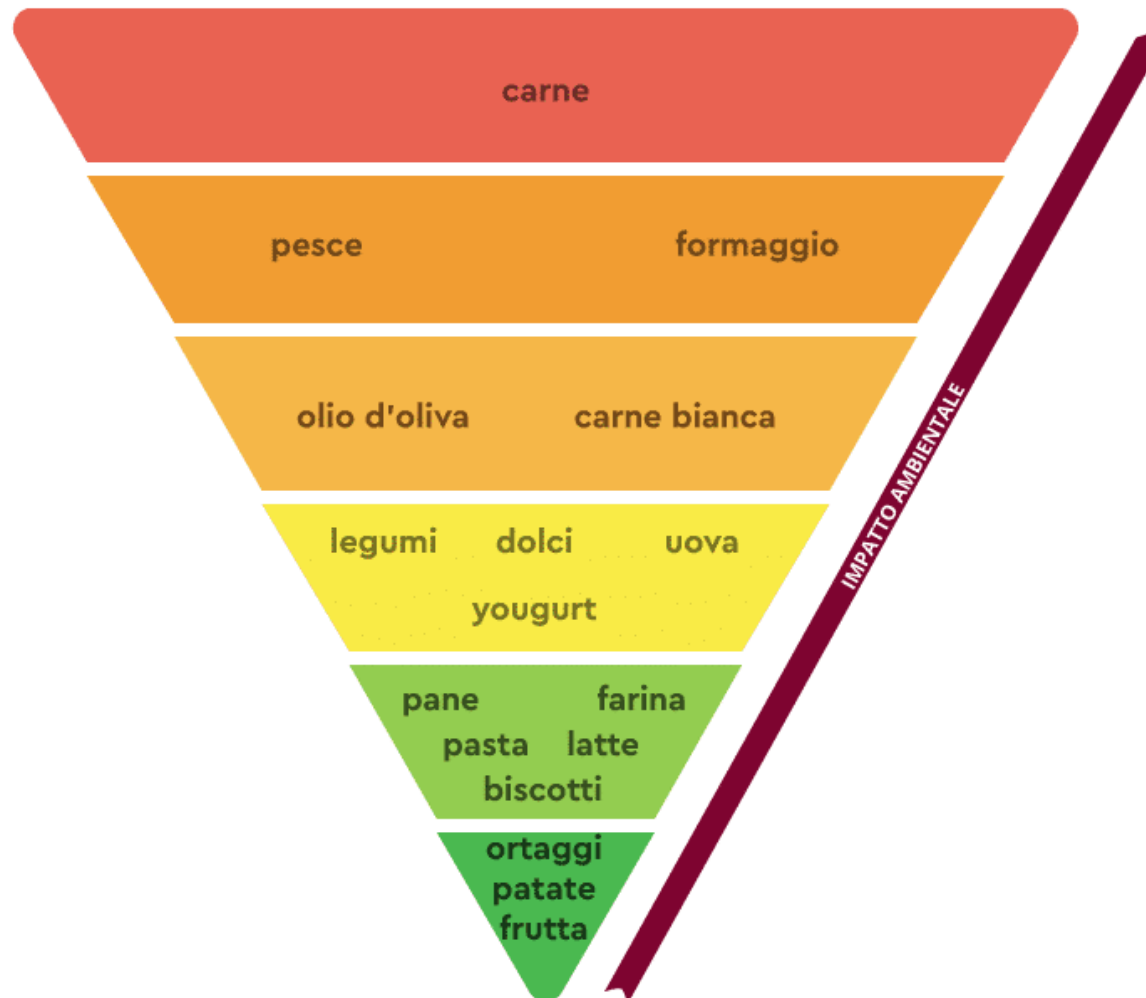 carne
pesce formaggio
olio d'oliva carne bianca
legumi dolci uova
yougurt
pane farina
pasta latte
biscotti
ortaggi
patate
frutta
IMPATTO AMBIENTALE